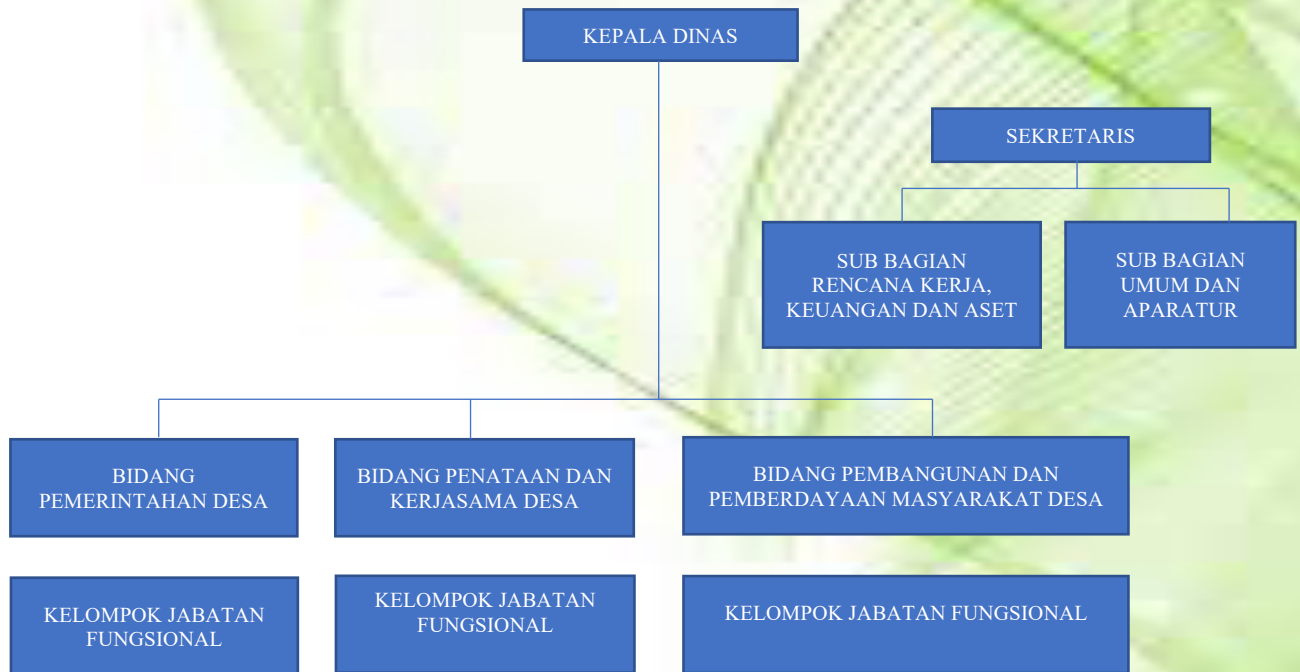 KEPALA DINAS
SEKRETARIS
SUB BAGIAN
RENCANA KERJA,
KEUANGAN DAN ASET
SUB BAGIAN
UMUM DAN
APARATUR
BIDANG
PEMERINTAHAN DESA
BIDANG PENATAAN DAN
KERJASAMA DESA
BIDANG PEMBANGUNAN DAN
PEMBERDAYAAN MASYARAKAT DESA
KELOMPOK JABATAN
FUNGSIONAL
KELOMPOK JABATAN
FUNGSIONAL
KELOMPOK JABATAN FUNGSIONAL